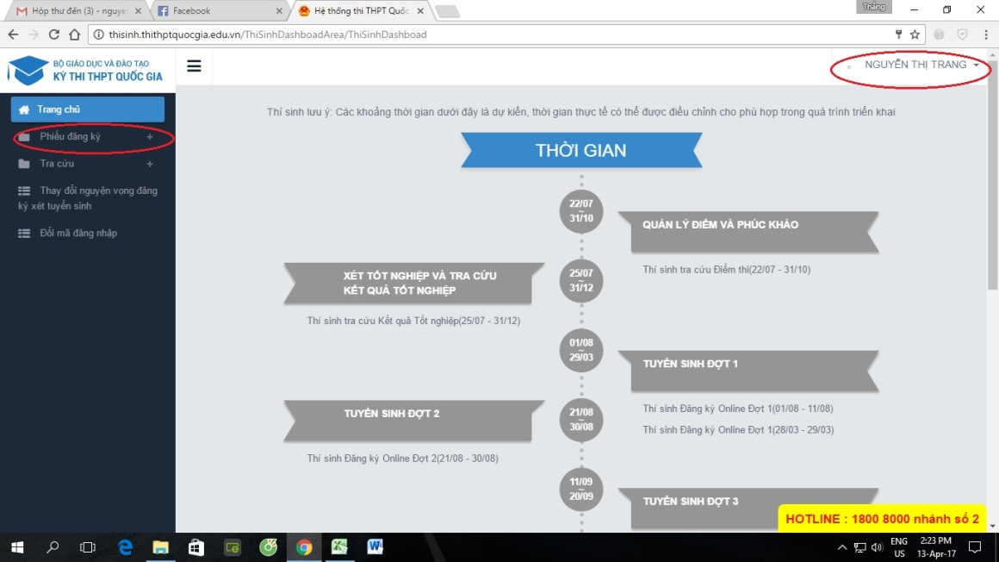 Hộp thư đến (3) - nguye
Facebook
Hệ thống thi THPT Quốc
Thắng
thisinh.thithptquocgia.edu.vn/ThiSinhDashboadArea/ThiSinhDashboad
BỘ GIÁO DỤC VÀ ĐÀO TẠO
KỲ THI THPT QUỐC GIA
NGUYỄN THỊ TRANG
Trang chủ
Phiếu đăng ký
Tra cứu
Thay đổi nguyện vọng đăng
ký xét tuyển sinh
Đổi mã đăng nhập
Thí sinh lưu ý: Các khoảng thời gian dưới đây là dự kiến, thời gian thực tế có thể được điều chỉnh cho phù hợp trong quá trình triển khai
THỜI GIAN
22/07
~
31/10
QUẢN LÝ ĐIỂM VÀ PHÚC KHẢO
Thí sinh tra cứu Điểm thi(22/07 - 31/10)
25/07
~
31/12
XÉT TỐT NGHIỆP VÀ TRA CỨU
KẾT QUẢ TỐT NGHIỆP
Thí sinh tra cứu Kết quả Tốt nghiệp(25/07 - 31/12)
01/08
~
29/03
TUYỂN SINH ĐỢT 1
Thí sinh Đăng ký Online Đợt 1(01/08 - 11/08)
Thí sinh Đăng ký Online Đợt 1(28/03 - 29/03)
21/08
~
30/08
TUYỂN SINH ĐỢT 2
Thí sinh Đăng ký Online Đợt 2(21/08 - 30/08)
11/09
~
20/09
TUYỂN SINH ĐỢT 3
HOTLINE : 1800 8000 nhánh số 2
ENG
US
2:23 PM
13-Apr-17